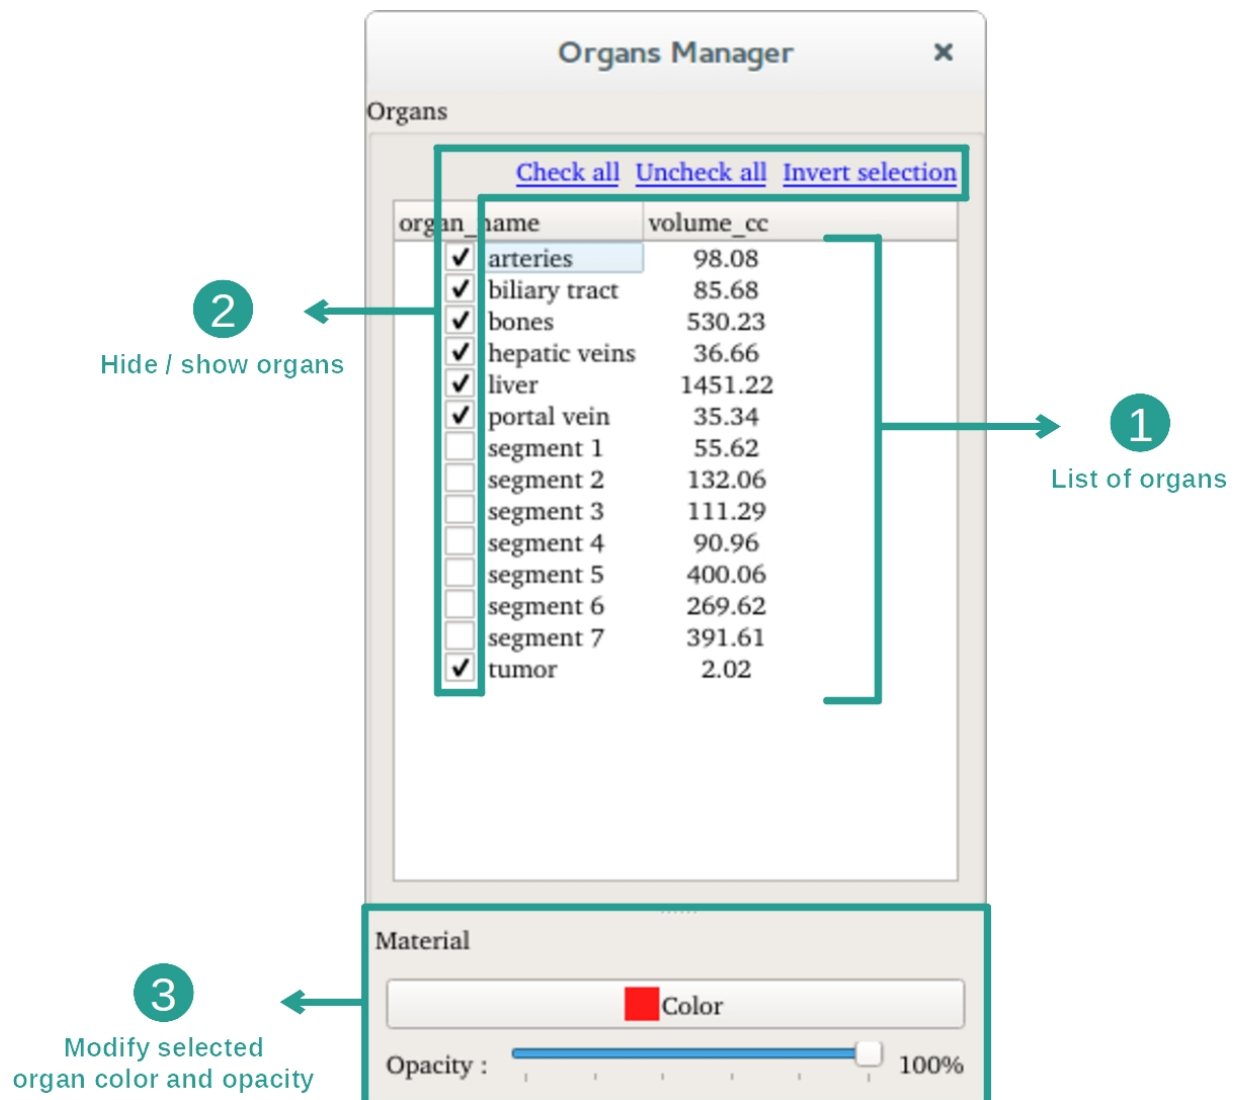 Organs Manager
Organs
Check all Uncheck all Invert selection
organ_name volume_cc
arteries 98.08
biliary tract 85.68
bones 530.23
hepatic veins 36.66
liver 1451.22
portal vein 35.34
segment 1 55.62
segment 2 132.06
segment 3 111.29
segment 4 90.96
segment 5 400.06
segment 6 269.62
segment 7 391.61
tumor 2.02
2
Hide / show organs
1
List of organs
Material
Color
Opacity : 100%
3
Modify selected
organ color and opacity